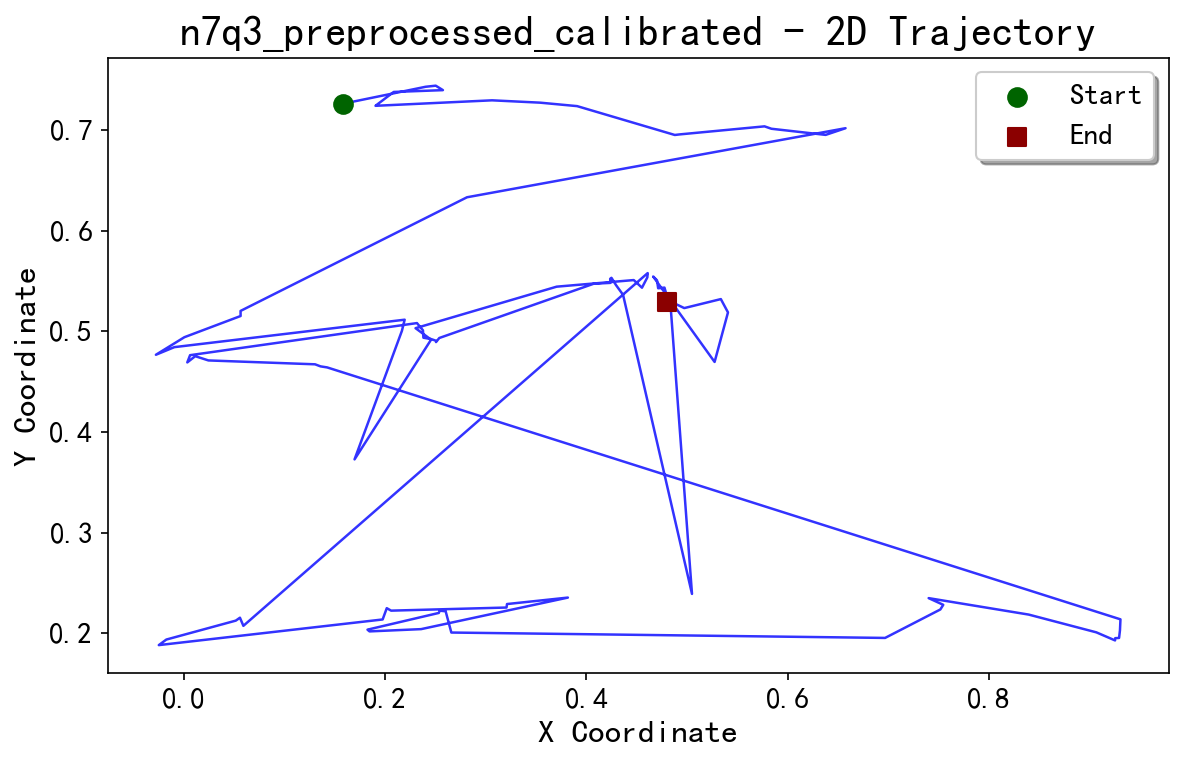 n7q3_preprocessed_calibrated - 2D Trajectory
Start
End
0.7
0.6
0.5
0.4
0.3
0.2
Y Coordinate
0.0 0.2 0.4 0.6 0.8
X Coordinate